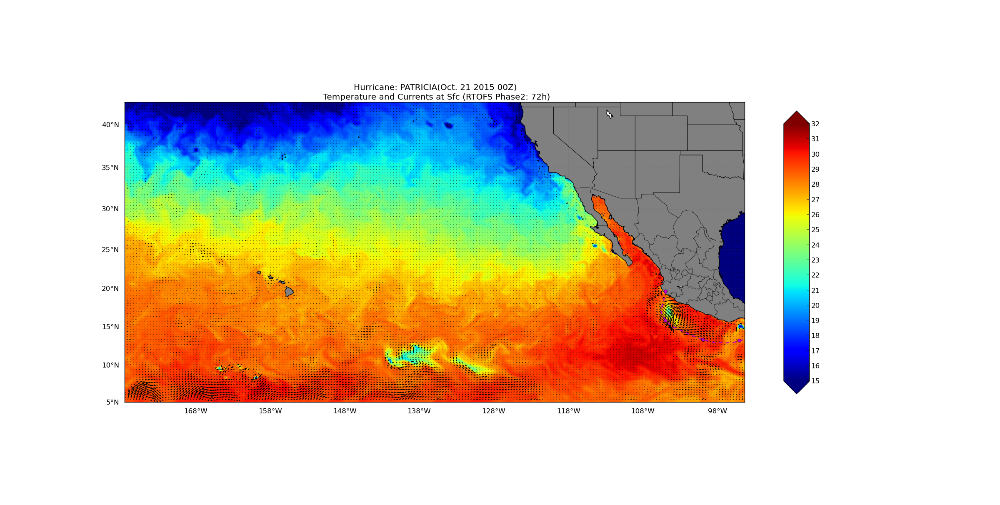 Hurricane: PATRICIA(Oct. 21 2015 00Z)
Temperature and Currents at Sfc (RTOFS Phase2: 72h)
40°N
35°N
30°N
25°N
20°N
15°N
10°N
5°N
168°W 158°W 148°W 138°W 128°W 118°W 108°W 98°W
32
31
30
29
28
27
26
25
24
23
22
21
20
19
18
17
16
15